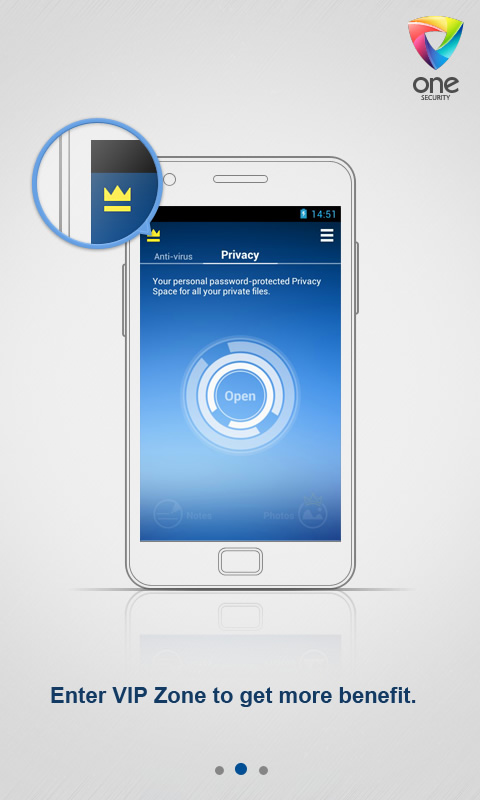 one
SECURITY
14:51
Anti-virus
Privacy
Your personal password-protected Privacy
Space for all your private files.
Open
Notes
Photos
Enter VIP Zone to get more benefit.